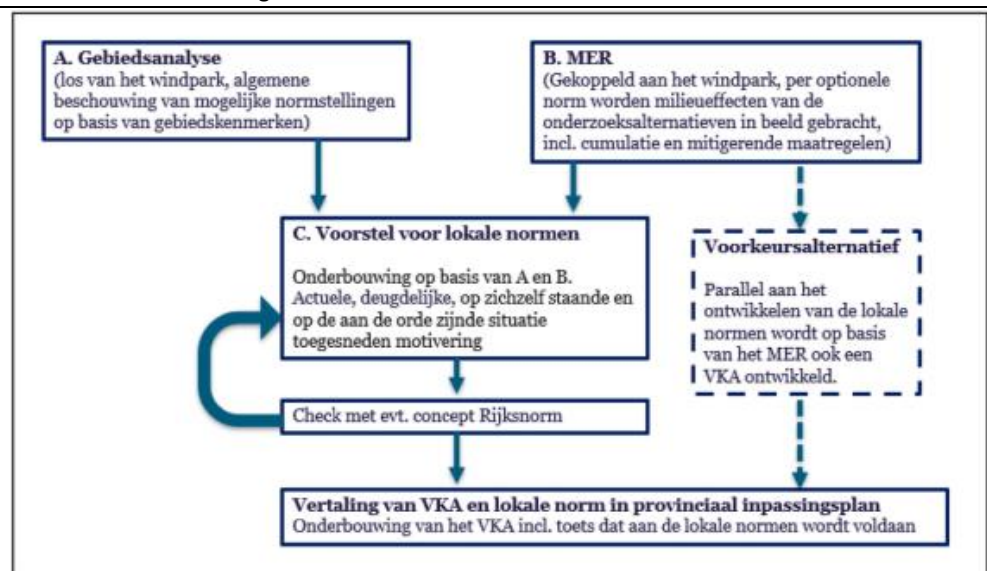 A. Gebiedsanalyse
(los van het windpark, algemene
beschouwing van mogelijke normstellingen
op basis van gebiedskenmerken)
B. MER
(Gekoppeld aan het windpark, per optionele
norm worden milieueffecten van de
onderzoeksalternatieven in beeld gebracht,
incl. cumulatie en mitigerende maatregelen)
C. Voorstel voor lokale normen
Onderbouwing op basis van A en B.
Actuele, deugdelijke, op zichzelf staande en
op de aan de orde zijnde situatie
toegesneden motivering
Voorkeursalternatief
Parallel aan het
ontwikkelen van de lokale
normen wordt op basis
van het MER ook een
VKA ontwikkeld.
Check met evt. concept Rijksnorm
Vertaling van VKA en lokale norm in provinciaal inpassingsplan
Onderbouwing van het VKA incl. toets dat aan de lokale normen wordt voldaan